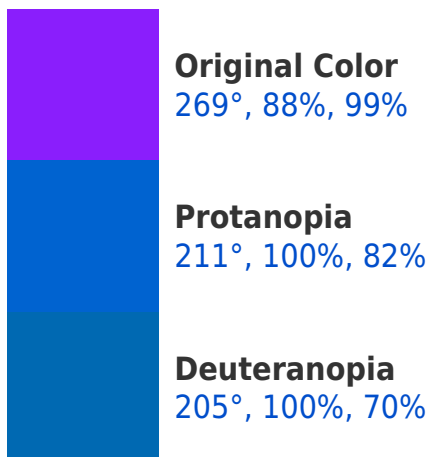 Original Color
269°, 88%, 99%
Protanopia
211°, 100%, 82%
Deuteranopia
205°, 100%, 70%